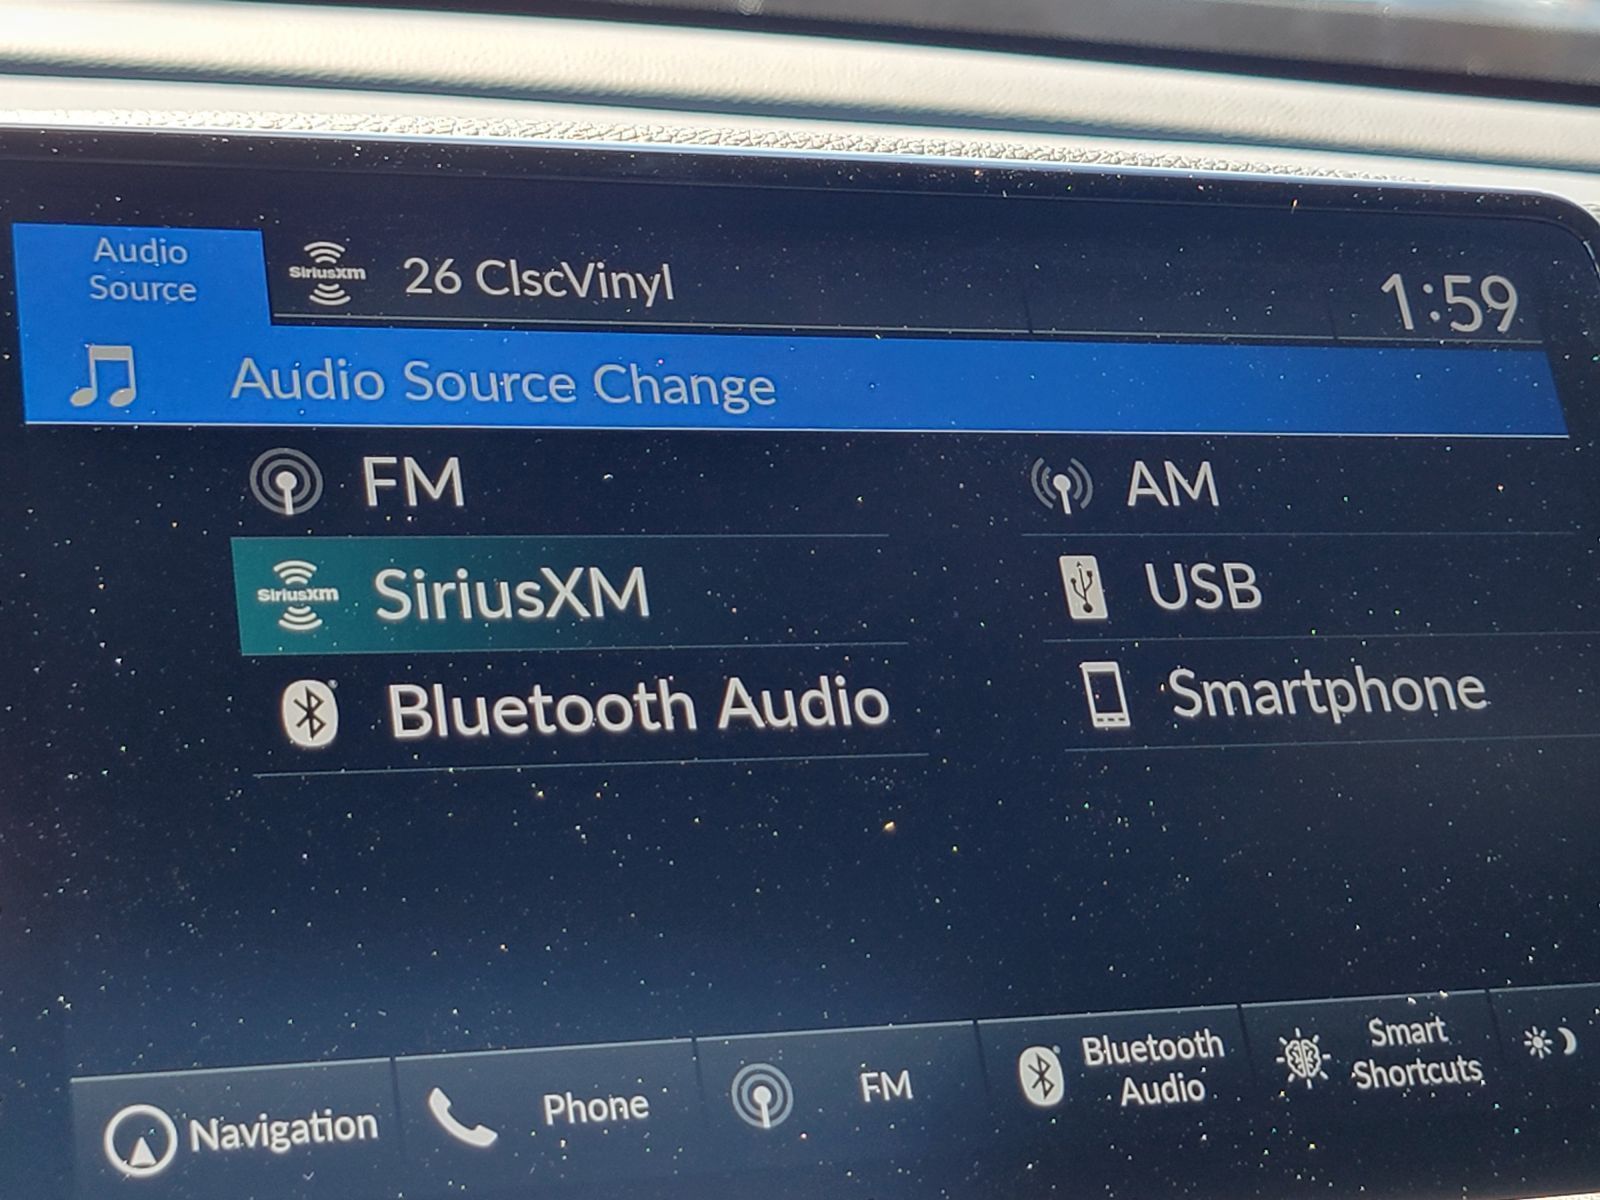 Audio
Source
SiriusXM
26 ClscVinyl
1:59
Audio Source Change
FM
AM
SiriusXM
SiriusXM
USB
Bluetooth Audio
Smartphone
Navigation
Phone
FM
Bluetooth
Audio
Smart
Shortcuts